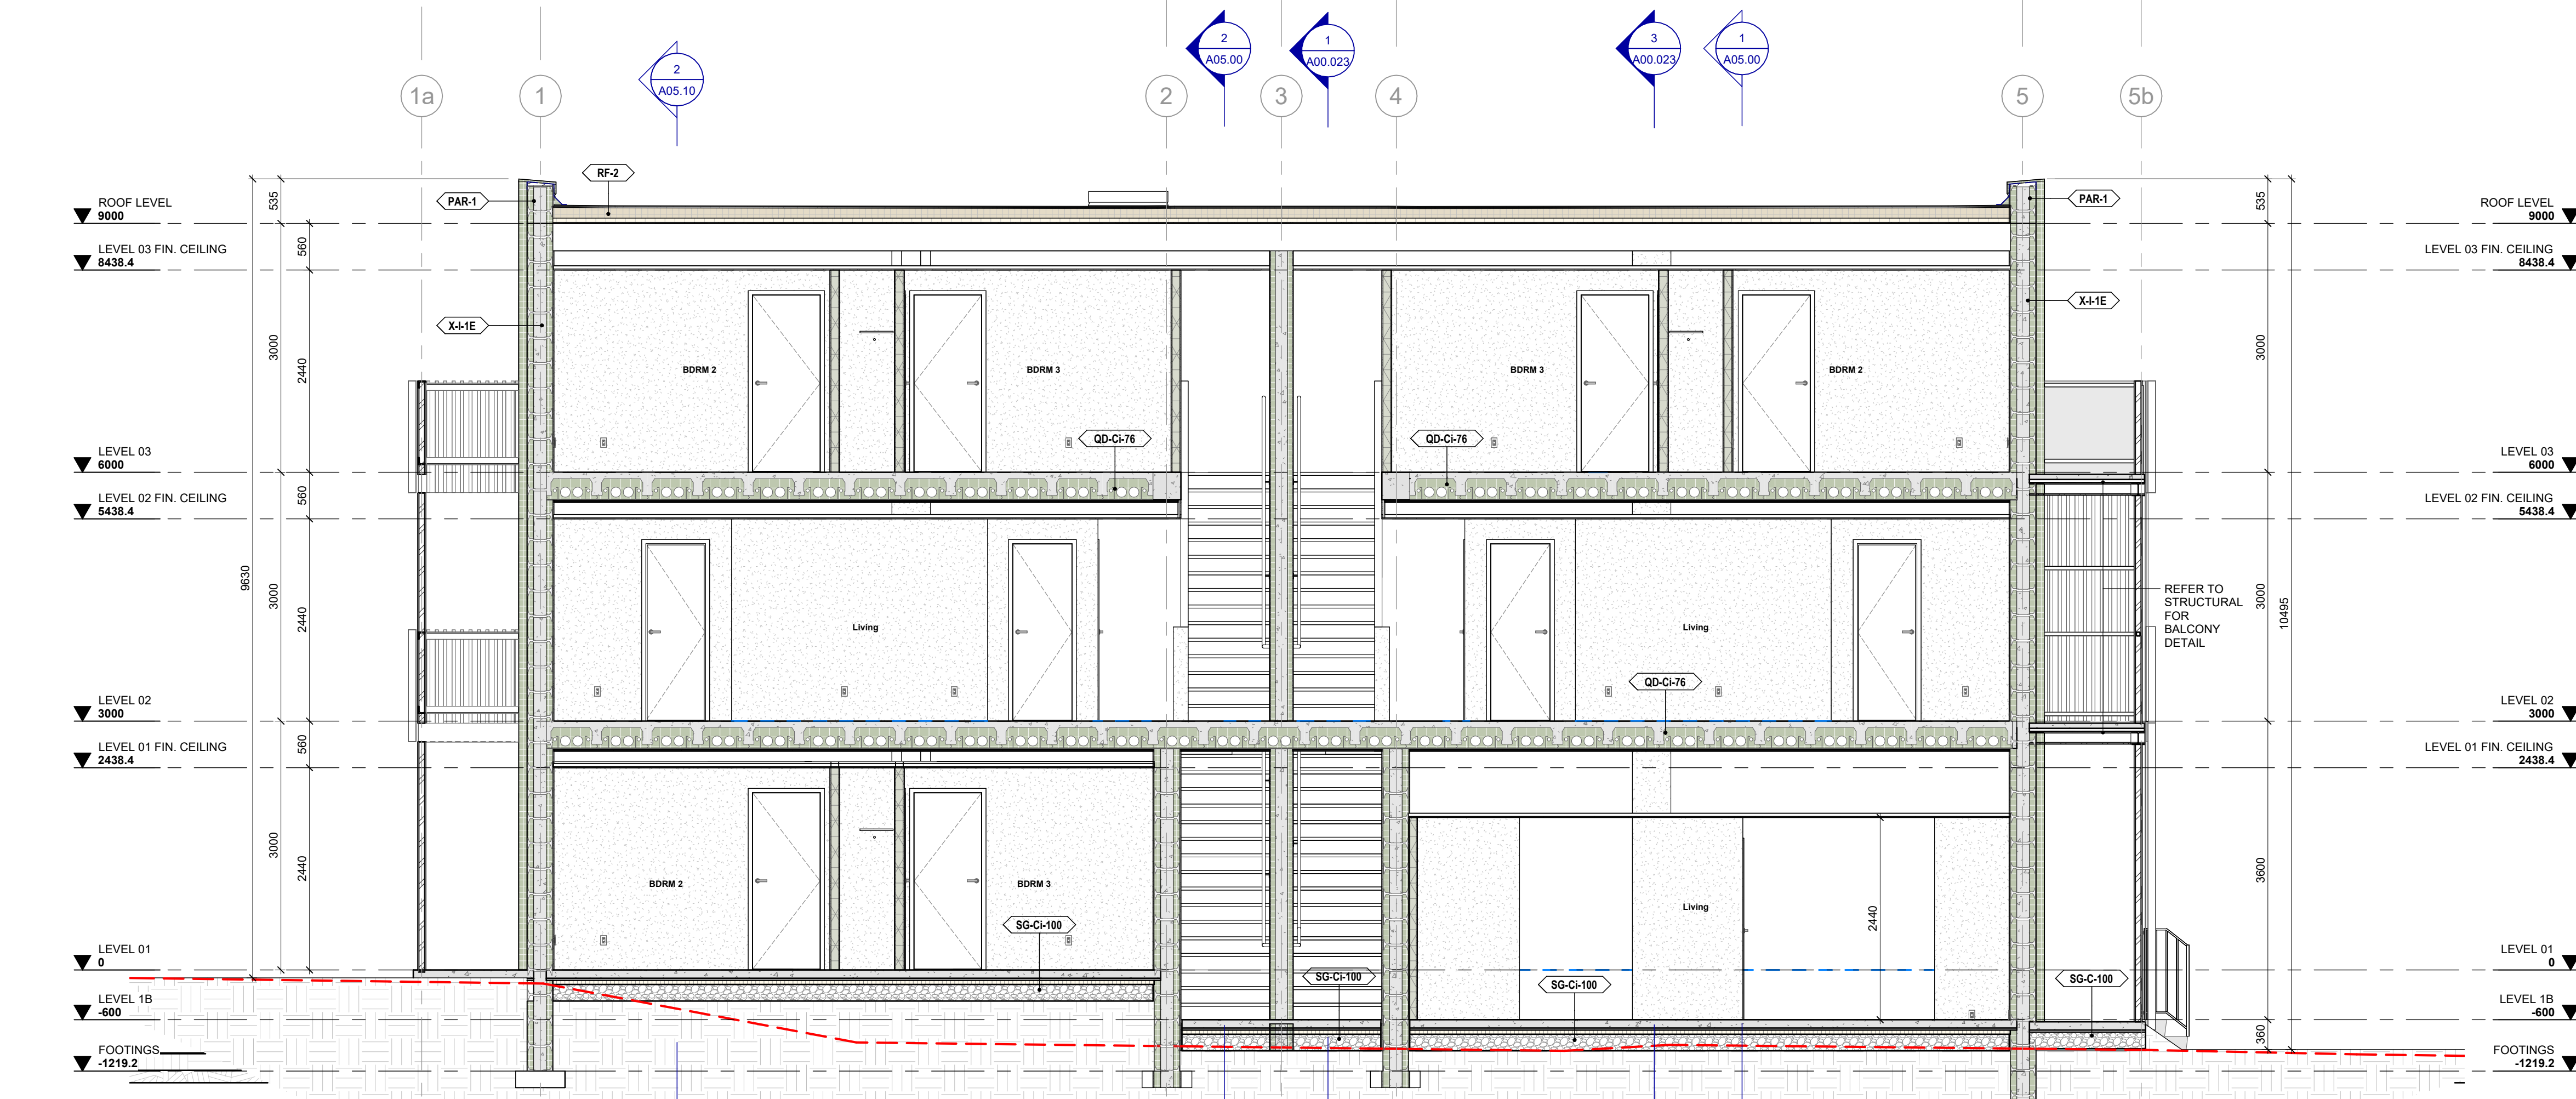 2
A05.10
2
A05.00
1
A00.023
3
A00.023
1
A05.00
1a
1
2
3
4
5
5b
RF-2
PAR-1
PAR-1
ROOF LEVEL
9000
ROOF LEVEL
9000
535
535
LEVEL 03 FIN. CEILING
8438.4
560
LEVEL 03 FIN. CEILING
8438.4
X-I-1E
X-I-1E
3000
2440
3000
BDRM 2
BDRM 3
BDRM 3
BDRM 2
QD-Ci-76
QD-Ci-76
LEVEL 03
6000
LEVEL 03
6000
LEVEL 02 FIN. CEILING
5438.4
560
LEVEL 02 FIN. CEILING
5438.4
9630
3000
2440
3000
10495
REFER TO
STRUCTURAL
FOR
BALCONY
DETAIL
Living
Living
QD-Ci-76
LEVEL 02
3000
LEVEL 02
3000
LEVEL 01 FIN. CEILING
2438.4
560
LEVEL 01 FIN. CEILING
2438.4
3000
2440
3600
BDRM 2
BDRM 3
Living
2440
SG-Ci-100
LEVEL 01
0
LEVEL 01
0
SG-Ci-100
SG-Ci-100
SG-C-100
LEVEL 1B
-600
LEVEL 1B
-600
360
FOOTINGS
-1219.2
FOOTINGS
-1219.2